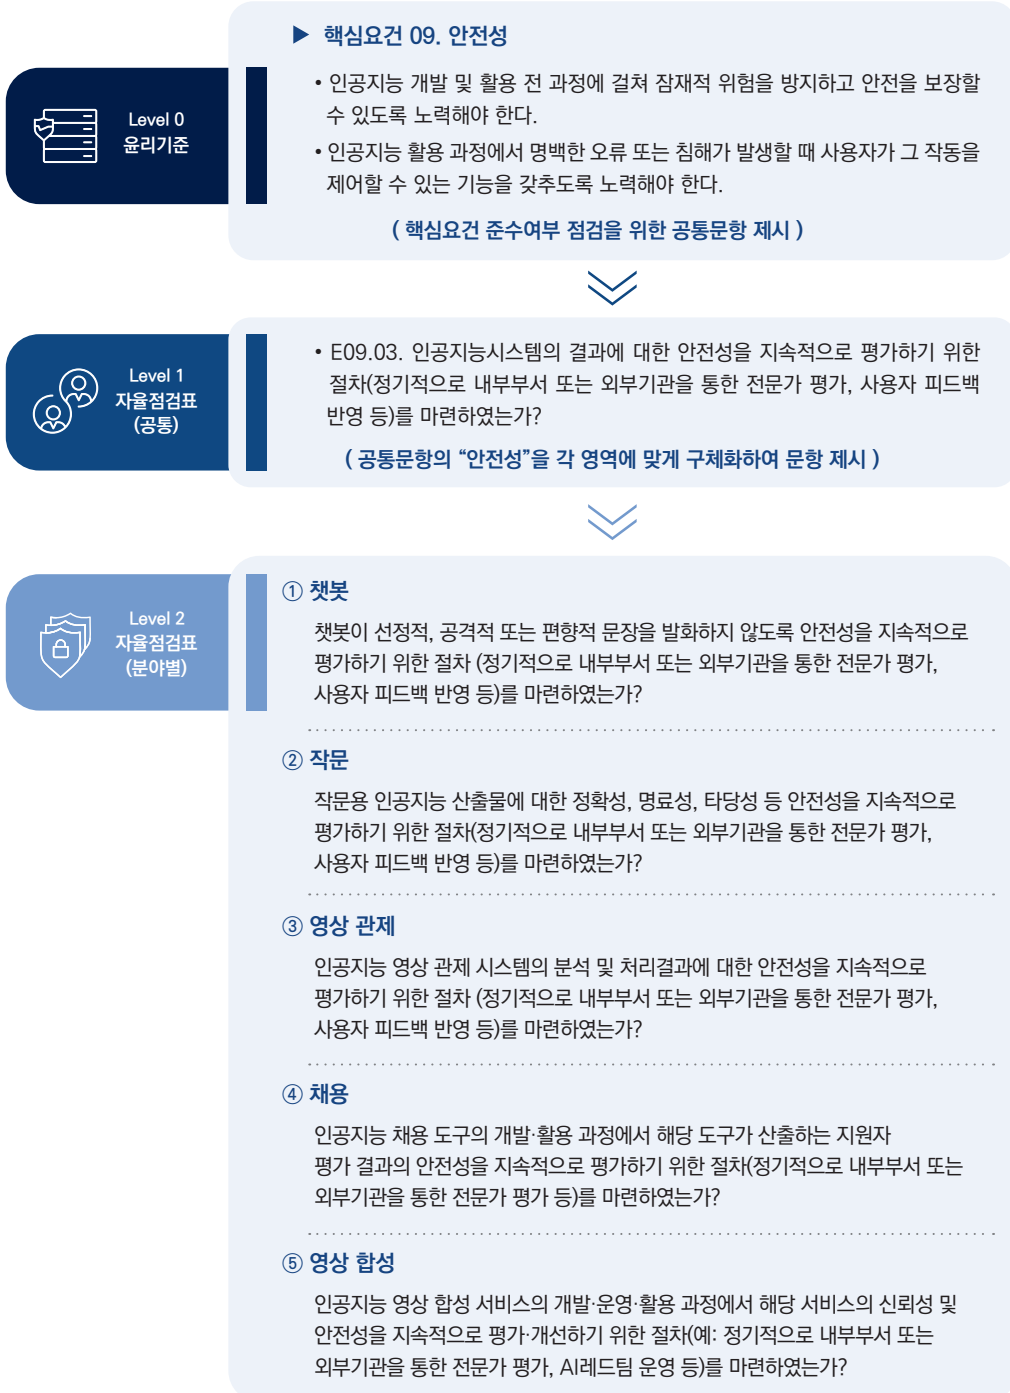 ▶ 핵심요건 09. 안전성
Level 0
윤리기준
• 인공지능 개발 및 활용 전 과정에 걸쳐 잠재적 위험을 방지하고 안전을 보장할
수 있도록 노력해야 한다.
• 인공지능 활용 과정에서 명백한 오류 또는 침해가 발생할 때 사용자가 그 작동을
제어할 수 있는 기능을 갖추도록 노력해야 한다.
( 핵심요건 준수여부 점검을 위한 공통문항 제시 )
Level 1
자율점검표
(공통)
• E09.03. 인공지능시스템의 결과에 대한 안전성을 지속적으로 평가하기 위한
절차(정기적으로 내부부서 또는 외부기관을 통한 전문가 평가, 사용자 피드백
반영 등)를 마련하였는가?
( 공통문항의 “안전성”을 각 영역에 맞게 구체화하여 문항 제시 )
Level 2
자율점검표
(분야별)
① 챗봇
챗봇이 선정적, 공격적 또는 편향적 문장을 발화하지 않도록 안전성을 지속적으로
평가하기 위한 절차 (정기적으로 내부부서 또는 외부기관을 통한 전문가 평가,
사용자 피드백 반영 등)를 마련하였는가?
② 작문
작문용 인공지능 산출물에 대한 정확성, 명료성, 타당성 등 안전성을 지속적으로
평가하기 위한 절차(정기적으로 내부부서 또는 외부기관을 통한 전문가 평가,
사용자 피드백 반영 등)를 마련하였는가?
③ 영상 관제
인공지능 영상 관제 시스템의 분석 및 처리결과에 대한 안전성을 지속적으로
평가하기 위한 절차 (정기적으로 내부부서 또는 외부기관을 통한 전문가 평가,
사용자 피드백 반영 등)를 마련하였는가?
④ 채용
인공지능 채용 도구의 개발·활용 과정에서 해당 도구가 산출하는 지원자
평가 결과의 안전성을 지속적으로 평가하기 위한 절차(정기적으로 내부부서 또는
외부기관을 통한 전문가 평가 등)를 마련하였는가?
⑤ 영상 합성
인공지능 영상 합성 서비스의 개발·운영·활용 과정에서 해당 서비스의 신뢰성 및
안전성을 지속적으로 평가·개선하기 위한 절차(예: 정기적으로 내부부서 또는
외부기관을 통한 전문가 평가, AI레드팀 운영 등)를 마련하였는가?